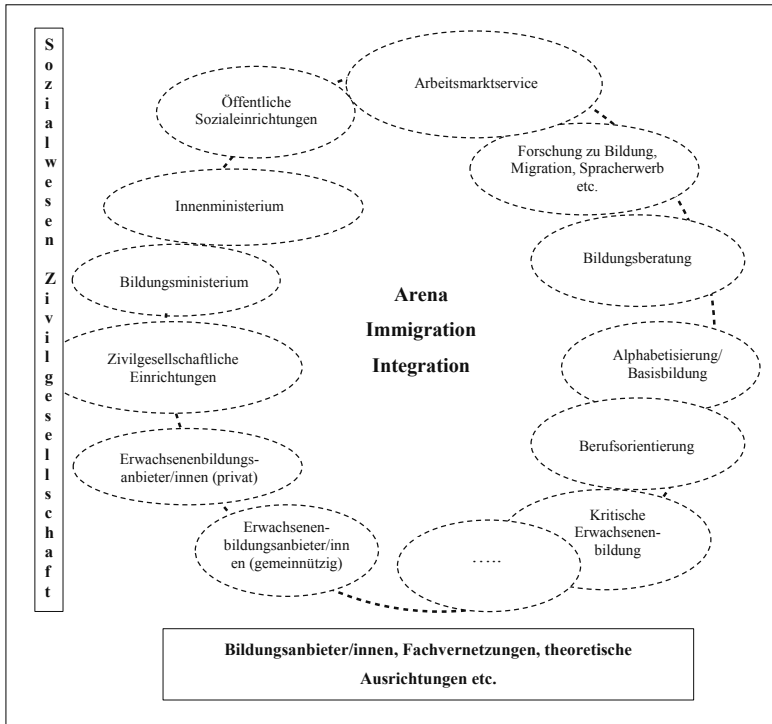 Sozialwesen Zivilgesellschaft
Arbeitsmarktservice
Öffentliche
Sozialeinrichtungen
Forschung zu Bildung,
Migration, Spracherwerb
etc.
Innenministerium
Bildungsberatung
Bildungsministerium
Arena
Immigration
Integration
Zivilgesellschaftliche
Einrichtungen
Alphabetisierung/
Basisbildung
Berufsorientierung
Erwachsenenbildungs-
anbieter/innen (privat)
Kritische
Erwachsenen-
bildung
Erwachsenen
bildungsanbieter/inn
en (gemeinnützig)
.....
Bildungsanbieter/innen, Fachvernetzungen, theoretische
Ausrichtungen etc.